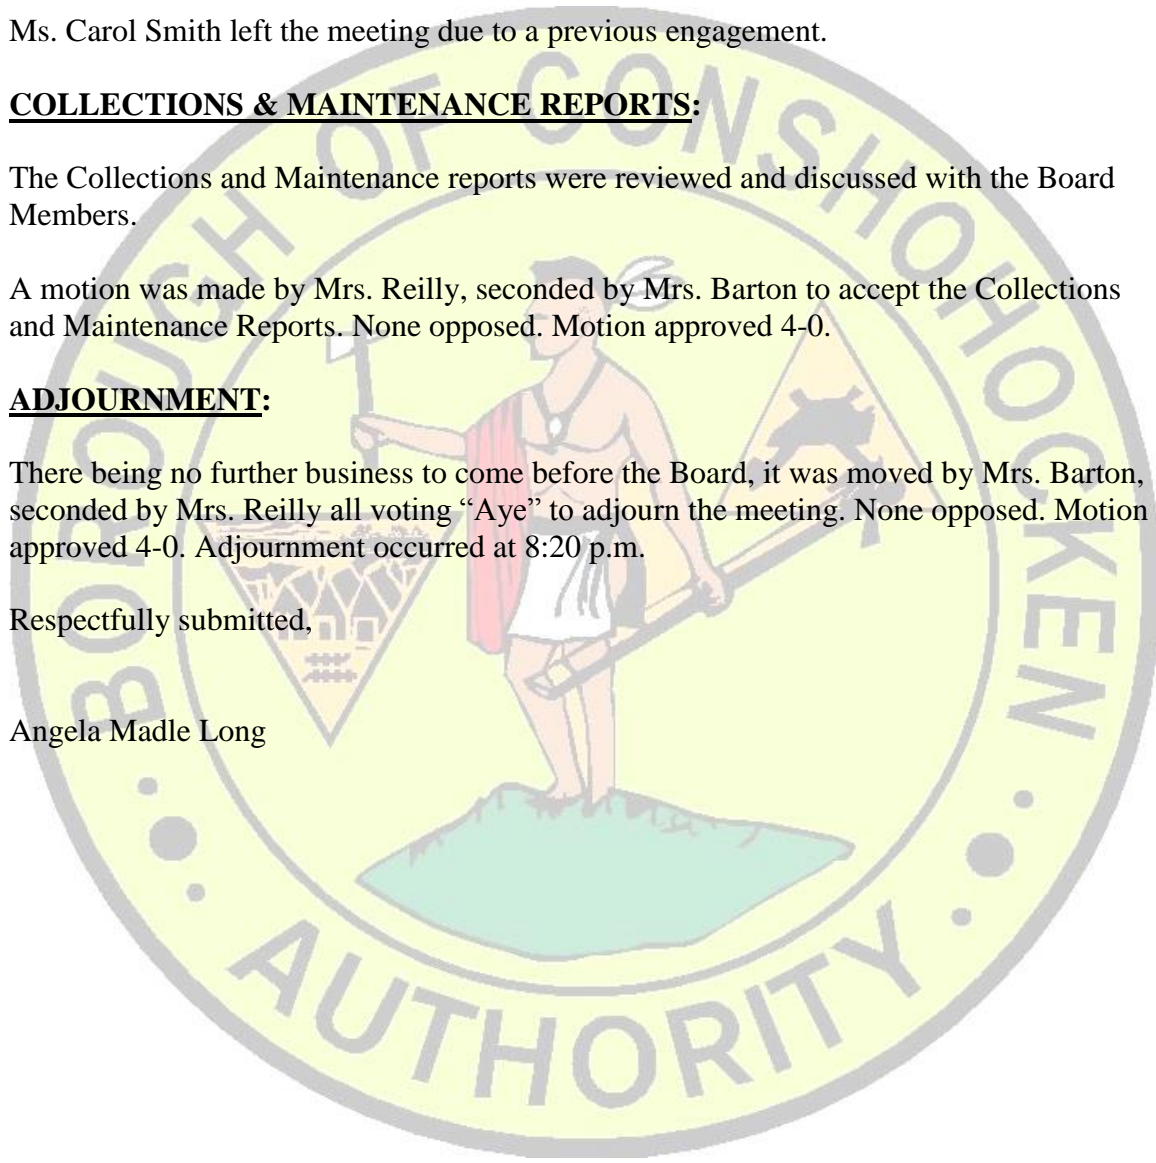 Ms. Carol Smith left the meeting due to a previous engagement.
COLLECTIONS & MAINTENANCE REPORTS:
The Collections and Maintenance reports were reviewed and discussed with the Board
Members.
A motion was made by Mrs. Reilly, seconded by Mrs. Barton to accept the Collections
and Maintenance Reports. None opposed. Motion approved 4-0.
ADJOURNMENT:
There being no further business to come before the Board, it was moved by Mrs. Barton,
seconded by Mrs. Reilly all voting “Aye” to adjourn the meeting. None opposed. Motion
approved 4-0. Adjournment occurred at 8:20 p.m.
Respectfully submitted,
Angela Madle Long
BOROUGH OF CONSHOHOCKEN
AUTHORITY